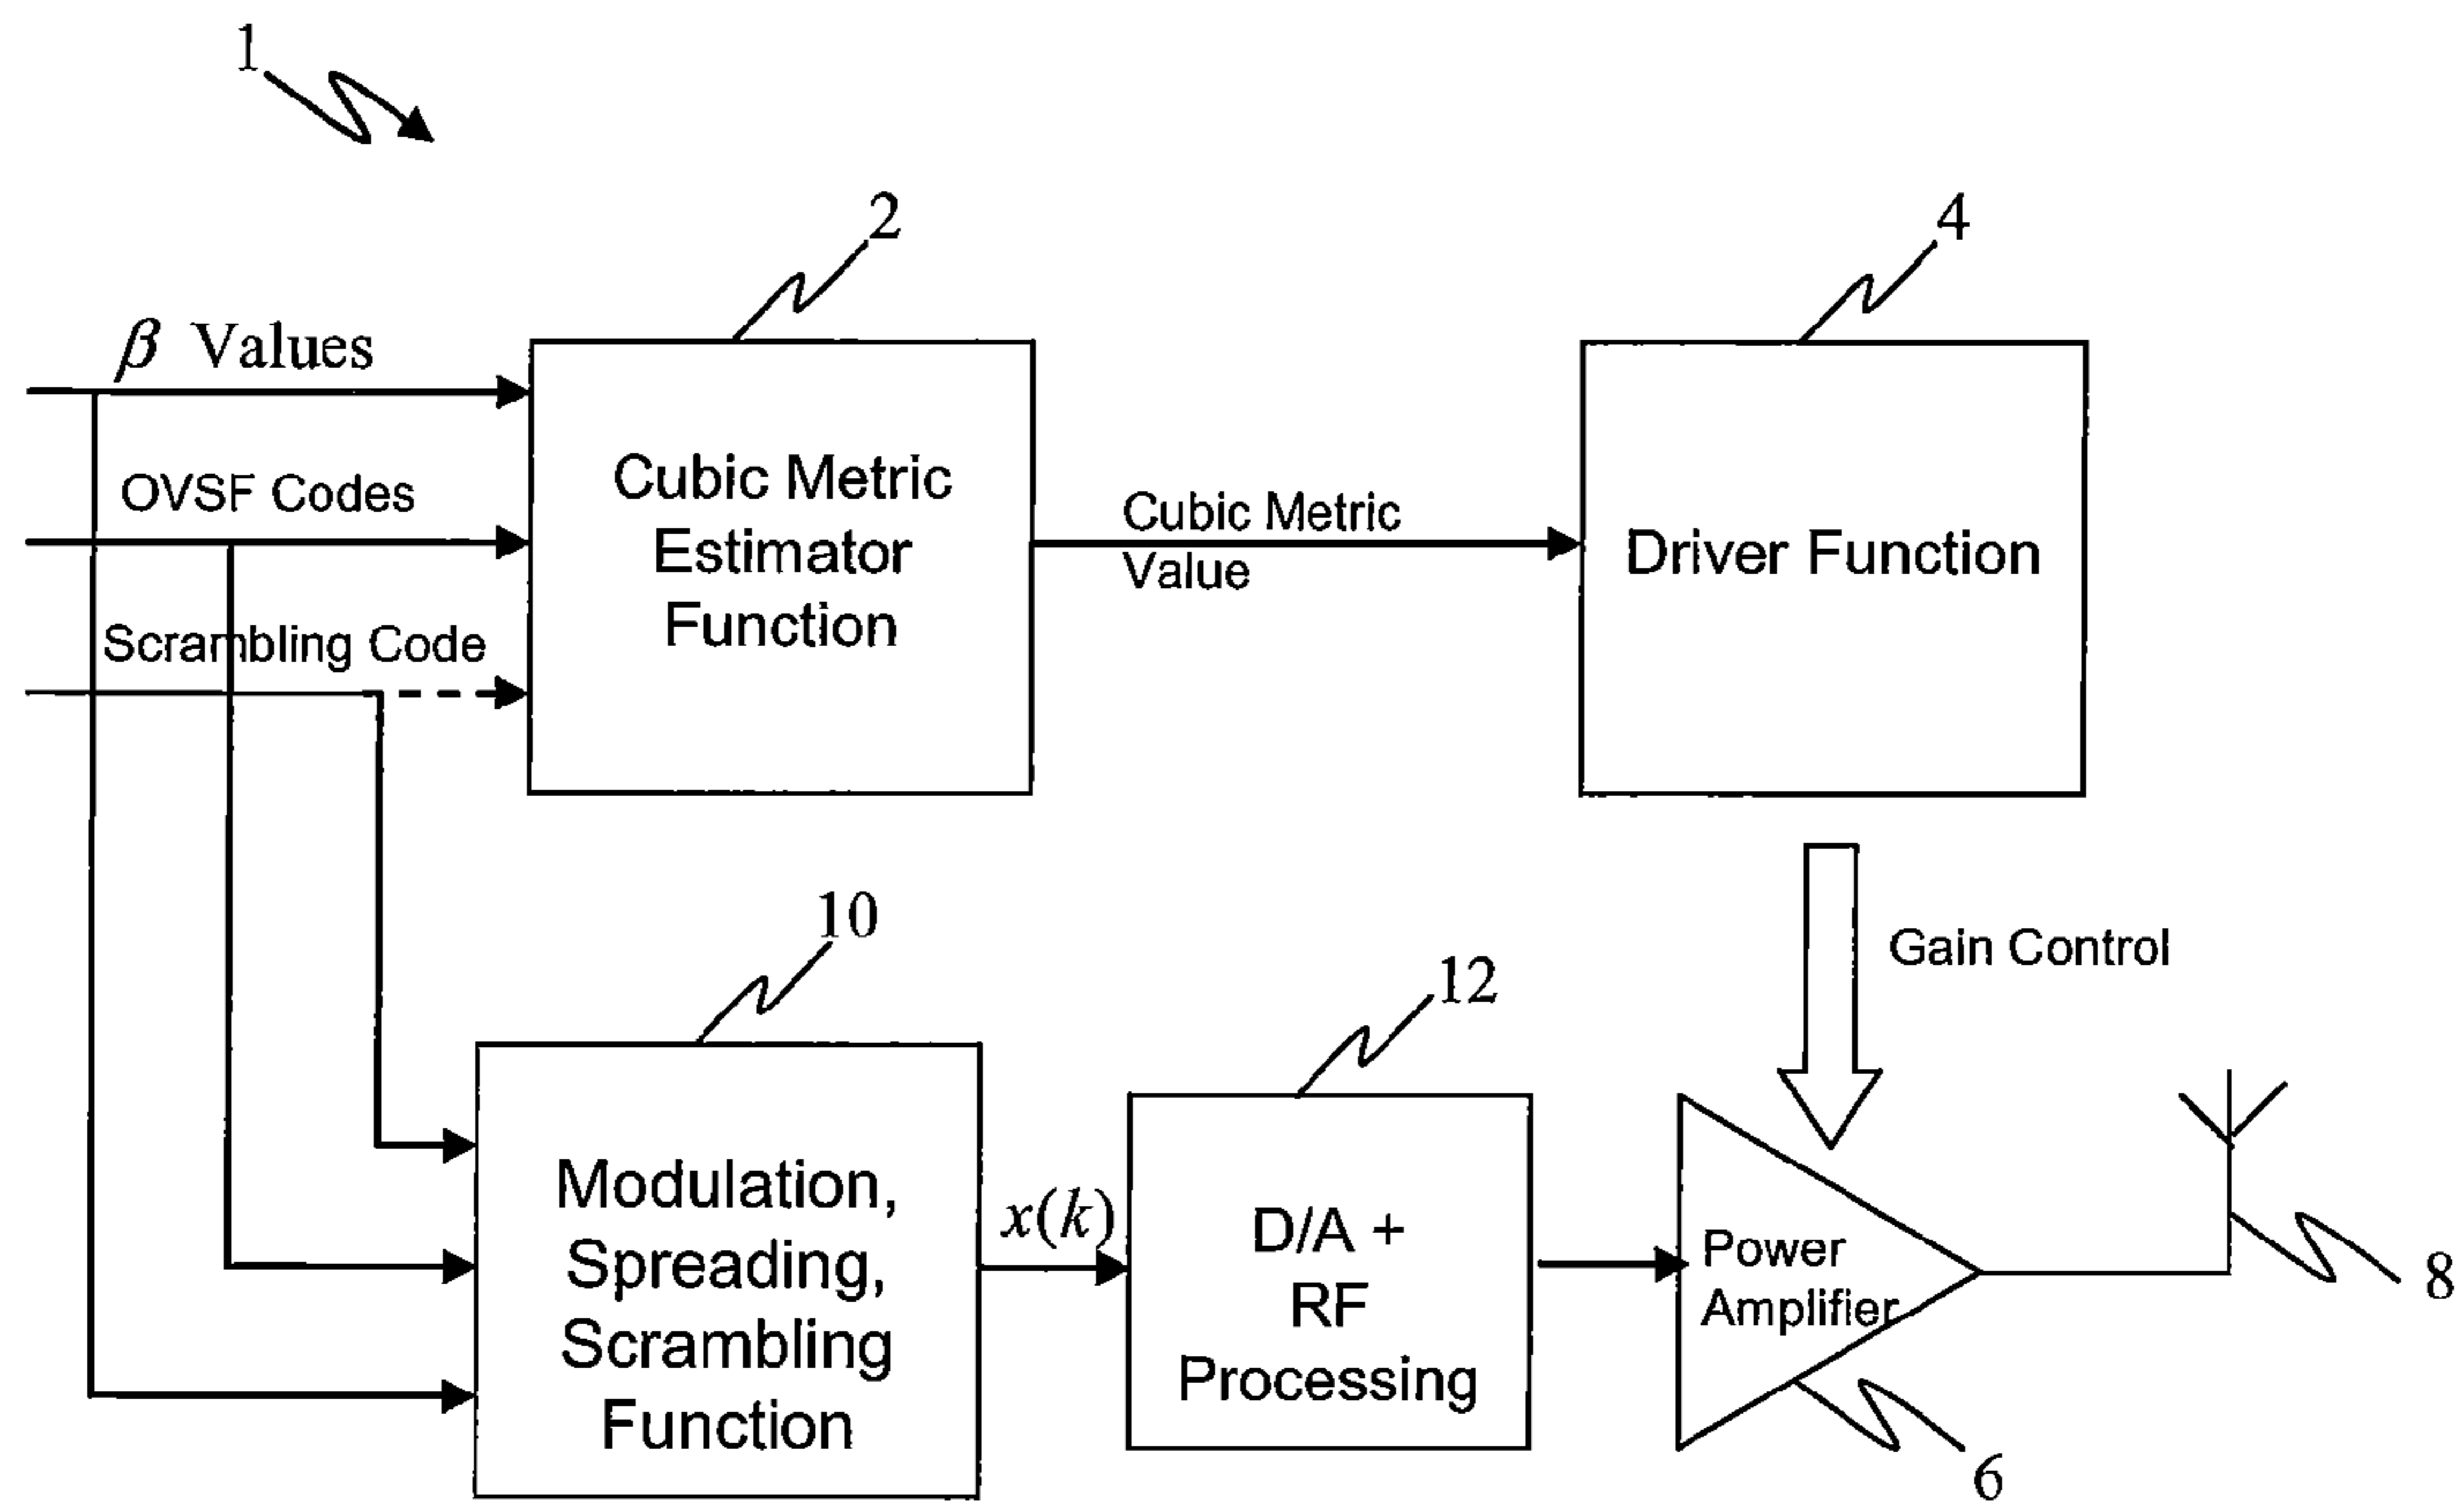 1
2
4
β Values
OVSF Codes
Scrambling Code
Cubic Metric
Estimator
Function
Cubic Metric
Value
Driver Function
Gain Control
10
12
Modulation,
Spreading,
Scrambling
Function
x(k)
D/A +
RF
Processing
Power
Amplifier
8
6